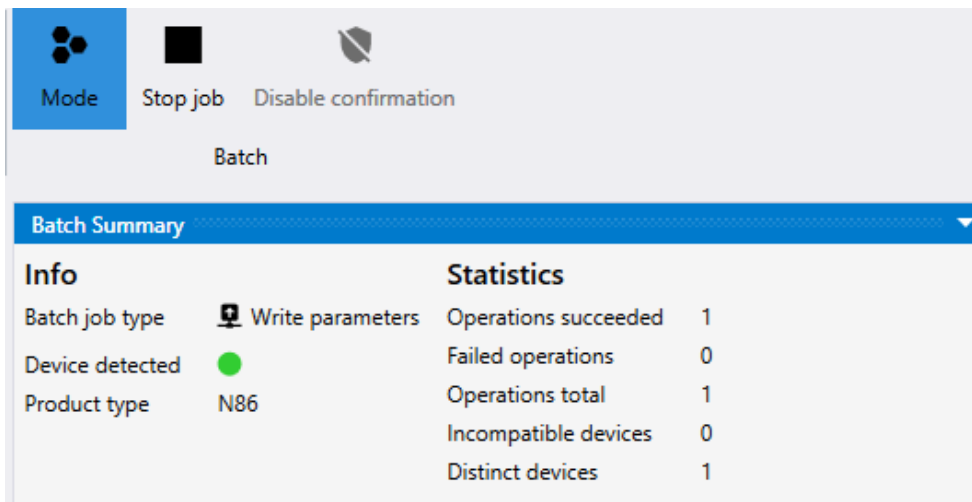 Mode
Stop job
Disable confirmation
Batch
Batch Summary
Info
Batch job type Write parameters
Device detected
Product type N86
Statistics
Operations succeeded 1
Failed operations 0
Operations total 1
Incompatible devices 0
Distinct devices 1